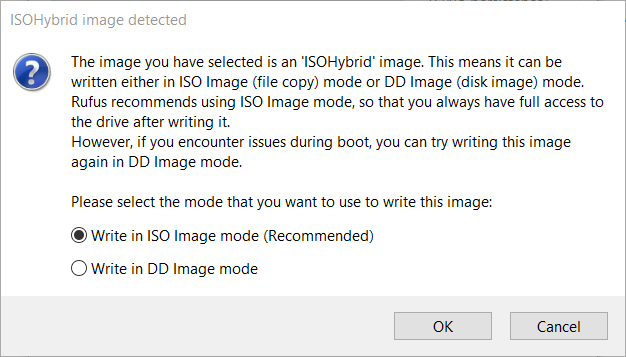 ISOHybrid image detected
The image you have selected is an 'ISOHybrid' image. This means it can be
written either in ISO Image (file copy) mode or DD Image (disk image) mode.
Rufus recommends using ISO Image mode, so that you always have full access to
the drive after writing it.
However, if you encounter issues during boot, you can try writing this image
again in DD Image mode.
Please select the mode that you want to use to write this image:
Write in ISO Image mode (Recommended)
Write in DD Image mode
OK
Cancel